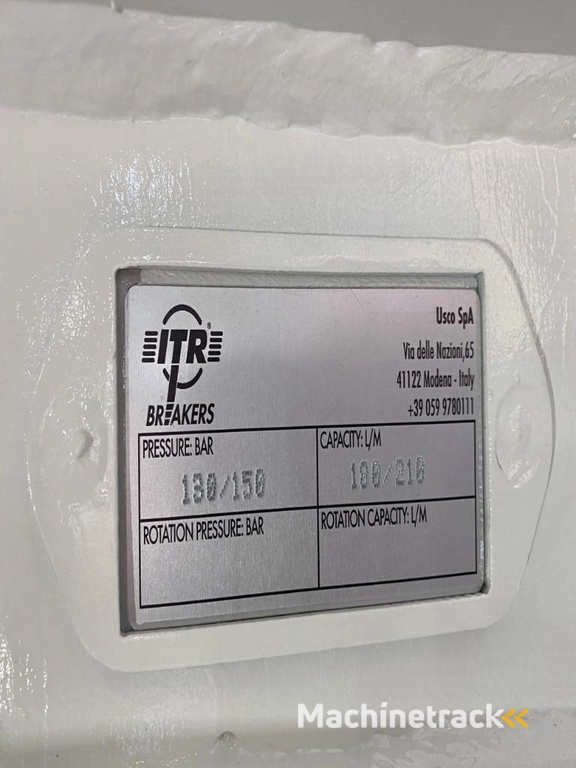 ITR®
BREAKERS
Usco SpA
Via delle Nazioni,65
41122 Modena - Italy
+39 059 9780111
PRESSURE: BAR
130/150
CAPACITY: L/M
180/210
ROTATION PRESSURE: BAR
ROTATION CAPACITY: L/M
Machinetrack